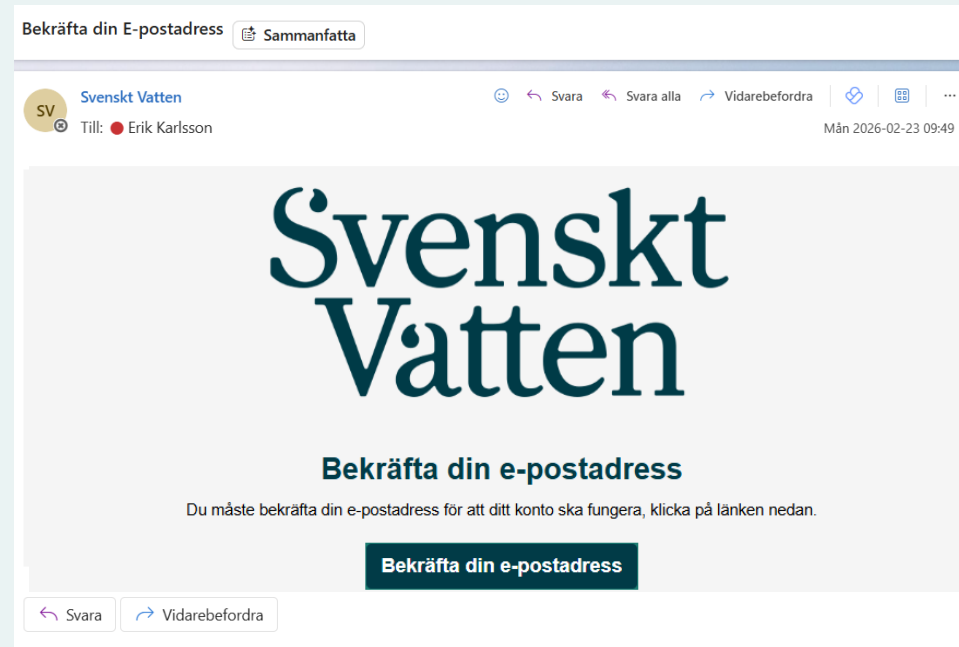 Bekräfta din E-postadress
Sammanfatta
SV
Svenskt Vatten
Svara
Svara alla
Vidarebefordra
Till: Erik Karlsson
Mån 2026-02-23 09:49
Svenskt
Vatten
Bekräfta din e-postadress
Du måste bekräfta din e-postadress för att ditt konto ska fungera, klicka på länken nedan.
Bekräfta din e-postadress
Svara
Vidarebefordra